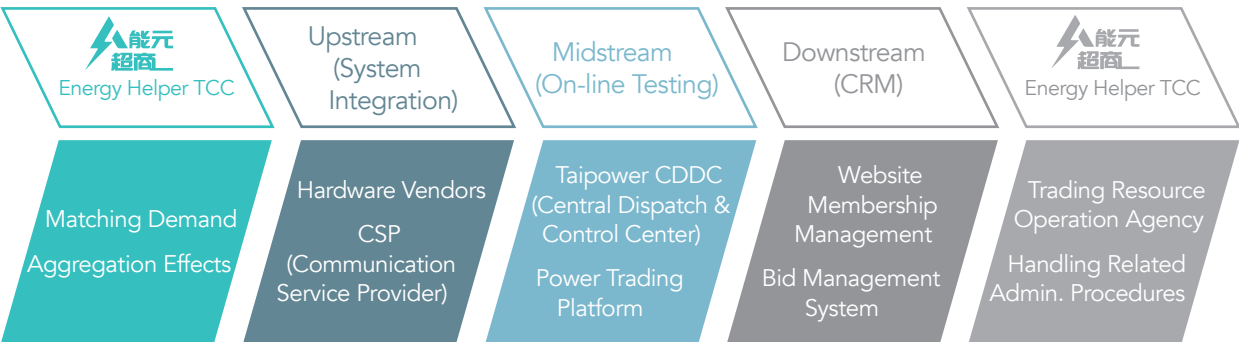 能元
超商
Energy Helper TCC
Upstream
(System
Integration)
Midstream
(On-line Testing)
Downstream
(CRM)
能元
超商
Energy Helper TCC
Matching Demand
Aggregation Effects
Hardware Vendors
CSP
(Communication
Service Provider)
Taipower CDDC
(Central Dispatch &
Control Center)
Power Trading
Platform
Website
Membership
Management
Bid Management
System
Trading Resource
Operation Agency
Handling Related
Admin. Procedures